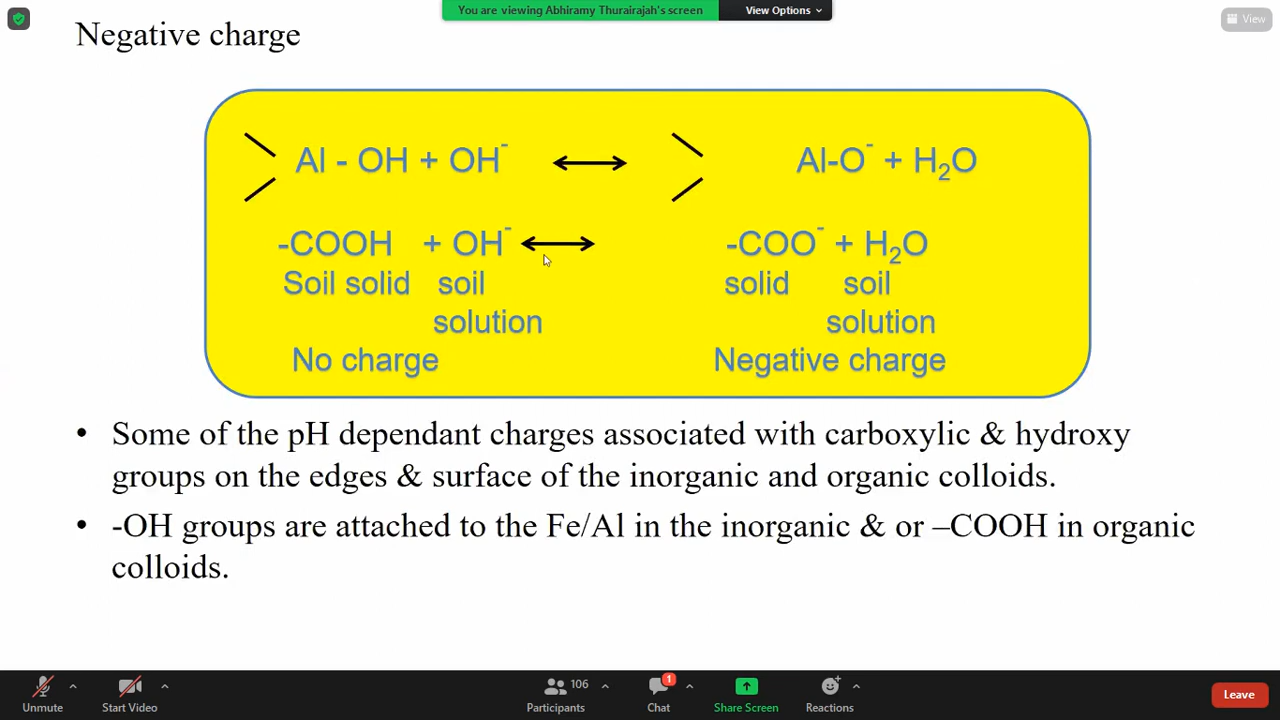 You are viewing Abhiramy Thurairajah's screen View Options
View
Negative charge
Al - OH + OH⁻ ↔ Al-O⁻ + H₂O
-COOH + OH⁻ ↔ -COO⁻ + H₂O
Soil solid soil solid soil
solution solution
No charge Negative charge
• Some of the pH dependant charges associated with carboxylic & hydroxy
groups on the edges & surface of the inorganic and organic colloids.
• -OH groups are attached to the Fe/Al in the inorganic & or –COOH in organic
colloids.
106 1
Unmute Start Video Participants Chat Share Screen Reactions Leave